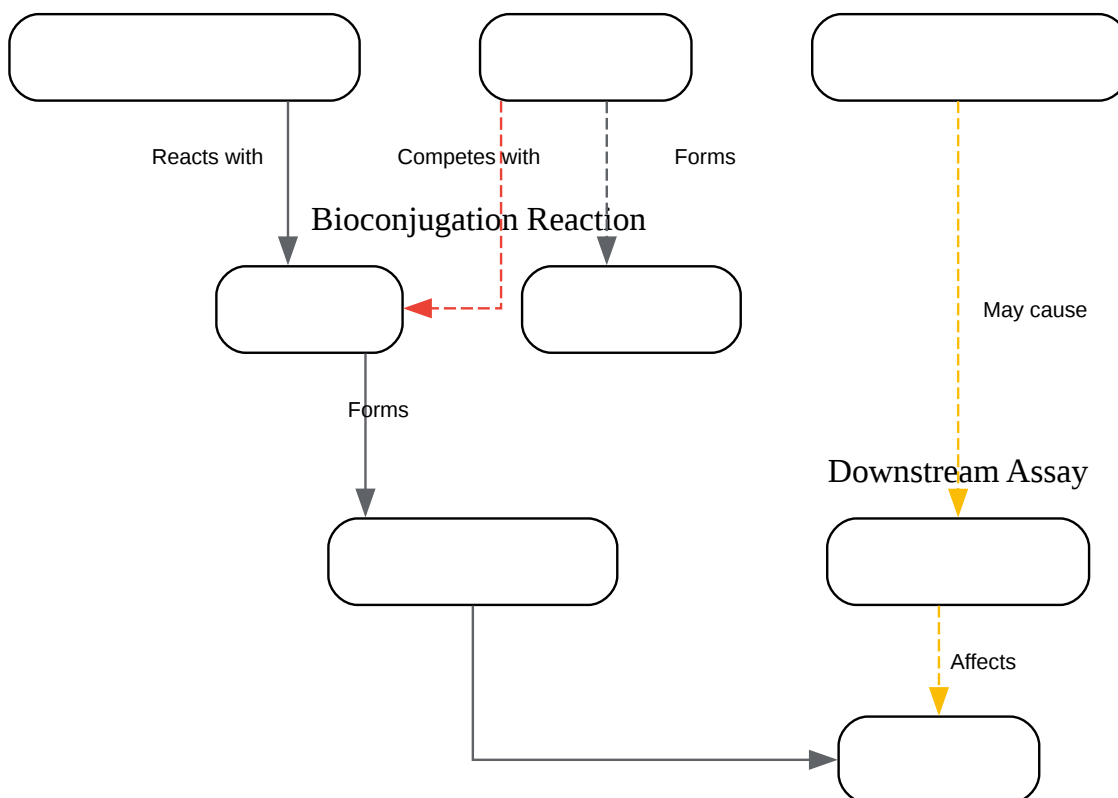 Reacts with
Competes with
Forms
Bioconjugation Reaction
May cause
Forms
Downstream Assay
Affects